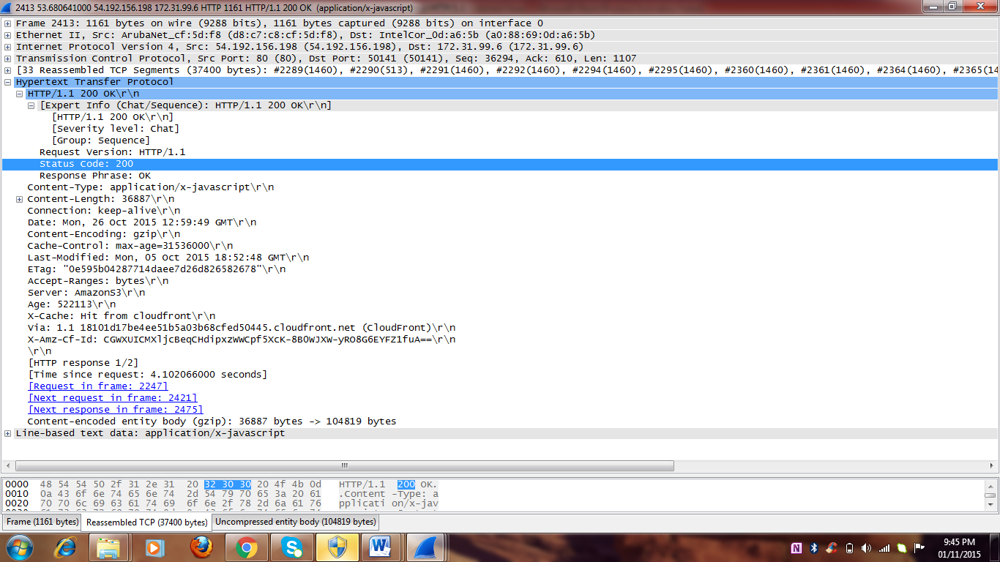 2413 53.680641000 54.192.156.198 172.31.99.6 HTTP 1161 HTTP/1.1 200 OK (application/x-javascript)
Frame 2413: 1161 bytes on wire (9288 bits), 1161 bytes captured (9288 bits) on interface 0
Ethernet II, Src: ArubaNet_cf:5d:f8 (d8:c7:c8:cf:5d:f8), Dst: IntelCor_0d:a6:5b (a0:88:69:0d:a6:5b)
Internet Protocol Version 4, Src: 54.192.156.198 (54.192.156.198), Dst: 172.31.99.6 (172.31.99.6)
Transmission Control Protocol, Src Port: 80 (80), Dst Port: 50141 (50141), Seq: 36294, Ack: 610, Len: 1107
[33 Reassembled TCP Segments (37400 bytes): #2289(1460), #2290(513), #2291(1460), #2292(1460), #2294(1460), #2295(1460), #2360(1460), #2361(1460), #2364(1460), #2365(14
Hypertext Transfer Protocol
HTTP/1.1 200 OK\r\n
[Expert Info (Chat/Sequence): HTTP/1.1 200 OK\r\n]
[HTTP/1.1 200 OK\r\n]
[Severity level: Chat]
[Group: Sequence]
Request Version: HTTP/1.1
Status Code: 200
Response Phrase: OK
Content-Type: application/x-javascript\r\n
Content-Length: 36887\r\n
Connection: keep-alive\r\n
Date: Mon, 26 Oct 2015 12:59:49 GMT\r\n
Content-Encoding: gzip\r\n
Cache-Control: max-age=31536000\r\n
Last-Modified: Mon, 05 Oct 2015 18:52:48 GMT\r\n
ETag: "0e595b04287714daee7d26d826582678"\r\n
Accept-Ranges: bytes\r\n
Server: AmazonS3\r\n
Age: 522113\r\n
X-Cache: Hit from cloudfront\r\n
Via: 1.1 18101d17be4ee51b5a03b68cfed50445.cloudfront.net (CloudFront)\r\n
X-Amz-Cf-Id: CGWXUICMXljcBeqCHdipxzWWCpf5XcK-8B0WJXW-yRO8G6EYFZ1fuA==\r\n
\r\n
[HTTP response 1/2]
[Time since request: 4.102066000 seconds]
[Request in frame: 2247]
[Next request in frame: 2421]
[Next response in frame: 2475]
Content-encoded entity body (gzip): 36887 bytes -> 104819 bytes
Line-based text data: application/x-javascript
0000 48 54 54 50 2f 31 2e 31 20 32 30 30 20 4f 4b 0d HTTP/1.1 200 OK.
0010 0a 43 6f 6e 74 65 6e 74 2d 54 79 70 65 3a 20 61 .Content -Type: a
0020 70 70 6c 69 63 61 74 69 6f 6e 2f 78 2d 6a 61 76 pplicati on/x-jav
Frame (1161 bytes) Reassembled TCP (37400 bytes) Uncompressed entity body (104819 bytes)
9:45 PM
01/11/2015